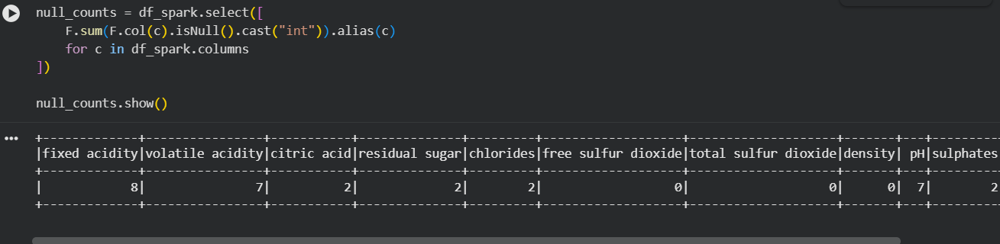 null_counts = df_spark.select([
    F.sum(F.col(c).isNull().cast("int")).alias(c)
    for c in df_spark.columns
])
null_counts.show()
+-------------+----------------+-----------+--------------+---------+-------------------+--------------------+-------+---+---------
|fixed acidity|volatile acidity|citric acid|residual sugar|chlorides|free sulfur dioxide|total sulfur dioxide|density| pH|sulphates
+-------------+----------------+-----------+--------------+---------+-------------------+--------------------+-------+---+---------
|            8|               7|          2|             2|        2|                  0|                   0|      0|  7|        2
+-------------+----------------+-----------+--------------+---------+-------------------+--------------------+-------+---+---------